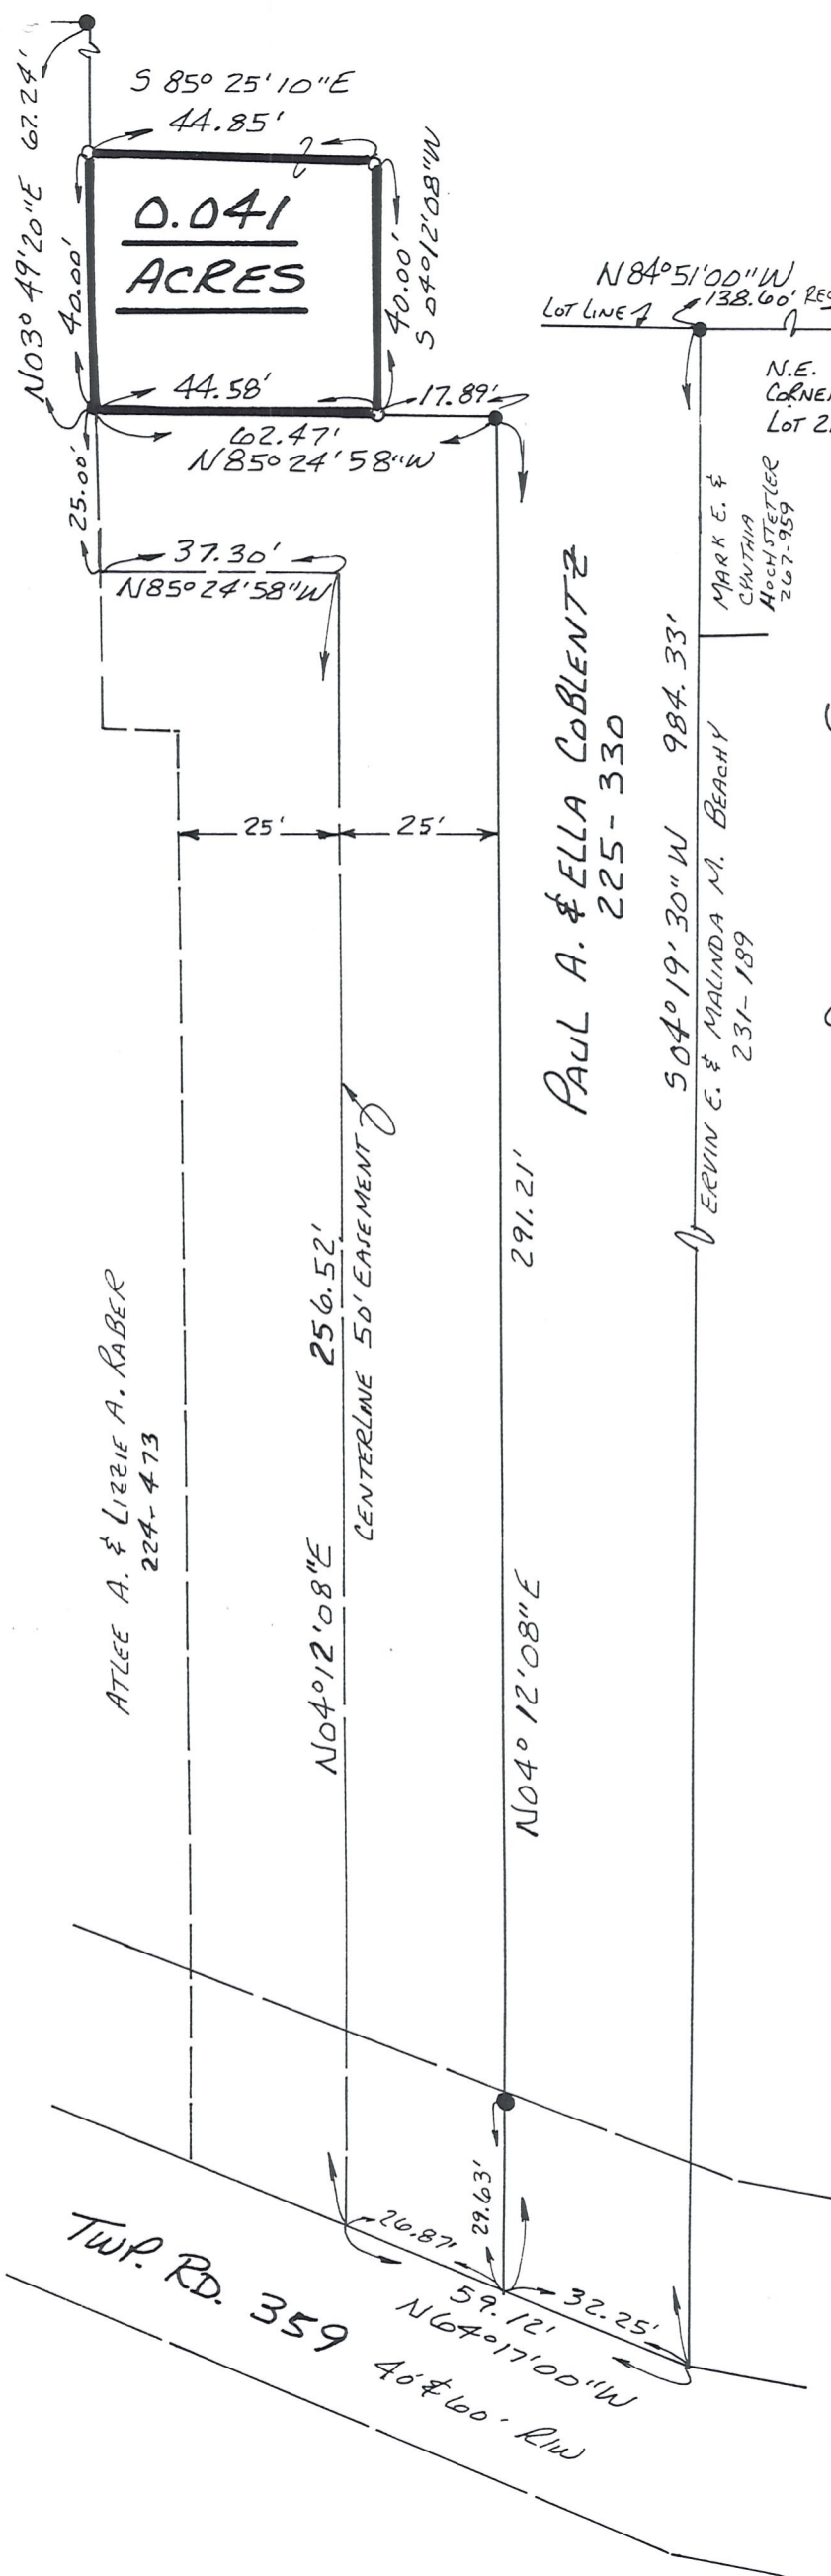 N03° 49'20"E 67.24'
S 85° 25'10"E
44.85'
0.041
ACRES
40.00'
40.00'
S 04°12'08"W
44.58'
17.89'
62.47'
N85° 24'58"W
25.00'
37.30'
N85° 24'58"W
N84°51'00"W
138.60' REC
LOT LINE
N.E.
CORNE
LOT 2
MARK E. &
CYNTHIA
HOCHSTETLER
267-959
984.33'
S04° 19' 30" W
ERVIN E. & MALINDA M. BEACHY
231-189
25'
25'
PAUL A. & ELLA COBLENTZ
225-330
291.21'
N04° 12'08"E
256.52'
CENTERLINE 50' EASEMENT
N04°12'08"E
ATLEE A. & LIZZIE A. RABER
224-473
29.63'
26.87'
59.12'
32.25'
N64°17'00"W
TWP. RD. 359
40' & 60' R/W